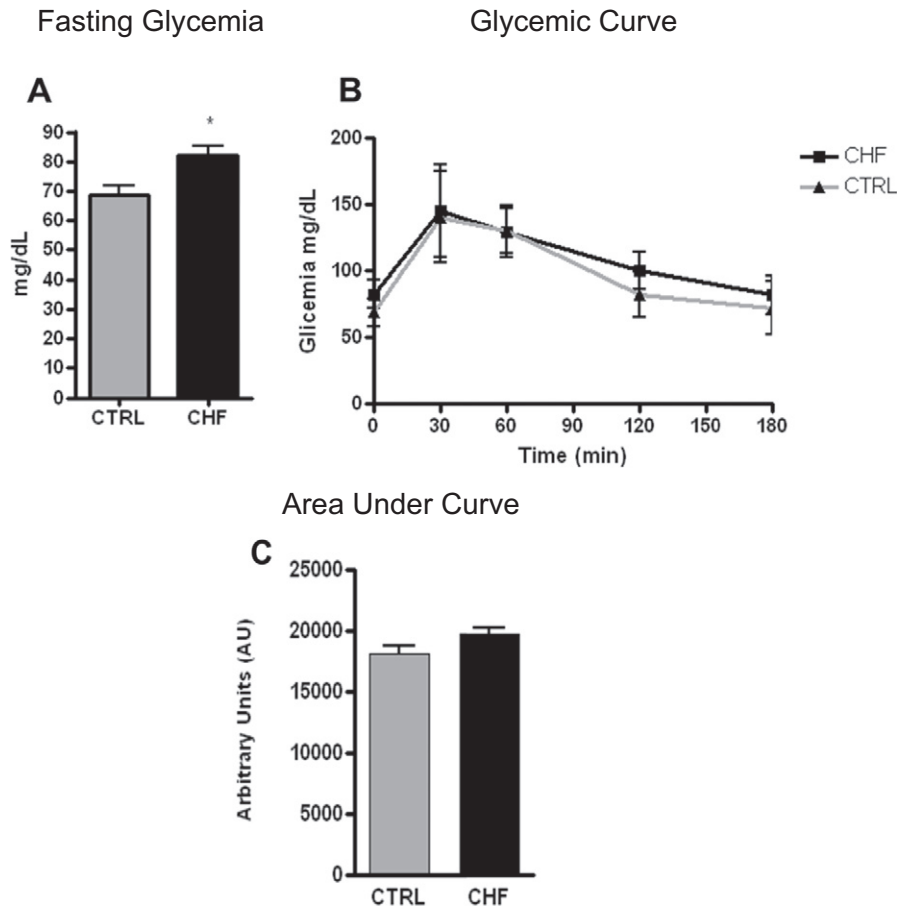 Fasting Glycemia
Glycemic Curve
A
*
90
80
70
60
50
40
30
20
10
0
mg/dL
CTRL CHF
B
200
150
100
50
0
Glicemia mg/dL
0 30 60 90 120 150 180
Time (min)
CHF
CTRL
Area Under Curve
C
25000
20000
15000
10000
5000
0
Arbitrary Units (AU)
CTRL CHF